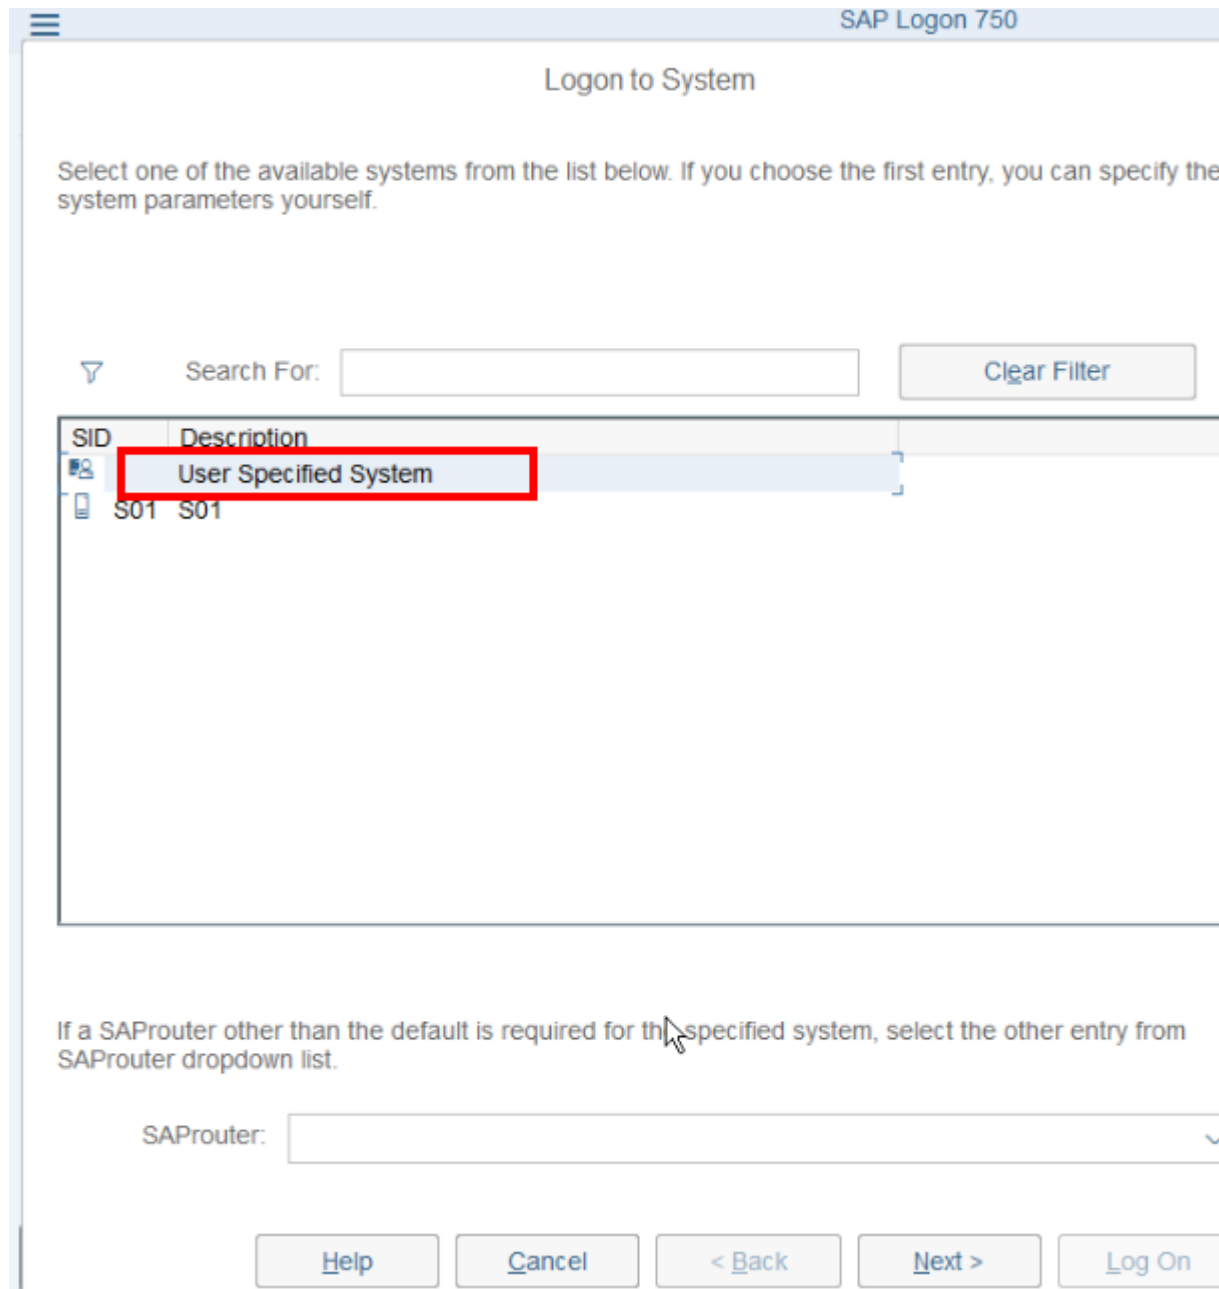 SAP Logon 750
Logon to System
Select one of the available systems from the list below. If you choose the first entry, you can specify the
system parameters yourself.
Search For:
Clear Filter
SID Description
User Specified System
S01 S01
If a SAProuter other than the default is required for the specified system, select the other entry from
SAProuter dropdown list.
SAProuter:
Help Cancel < Back Next > Log On